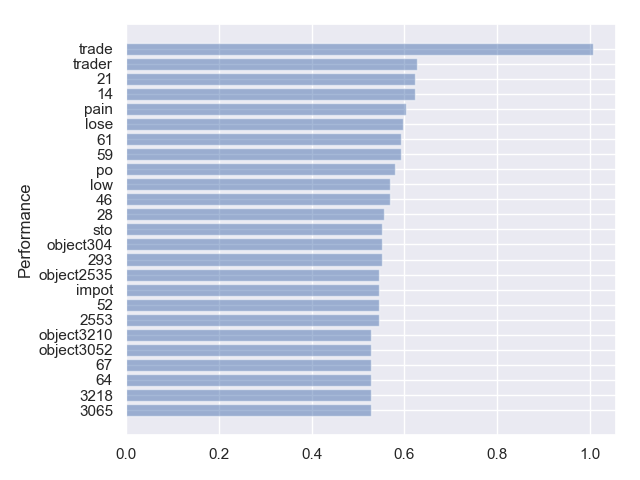 Performance
trade
trader
21
14
pain
lose
61
59
po
low
46
28
sto
object304
293
object2535
impot
52
2553
object3210
object3052
67
64
3218
3065
0.0 0.2 0.4 0.6 0.8 1.0